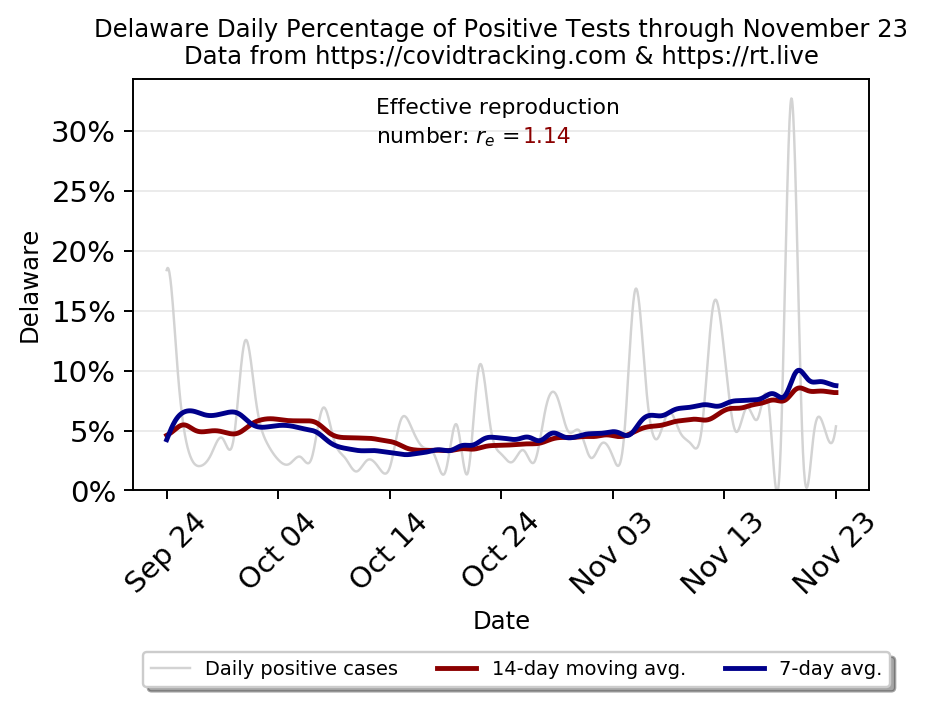 Delaware Daily Percentage of Positive Tests through November 23
Data from https://covidtracking.com & https://rt.live
Effective reproduction
number: rₑ =1.14
30%
25%
20%
15%
10%
5%
0%
Delaware
Sep 24
Oct 04
Oct 14
Oct 24
Nov 03
Nov 13
Nov 23
Date
Daily positive cases
14-day moving avg.
7-day avg.